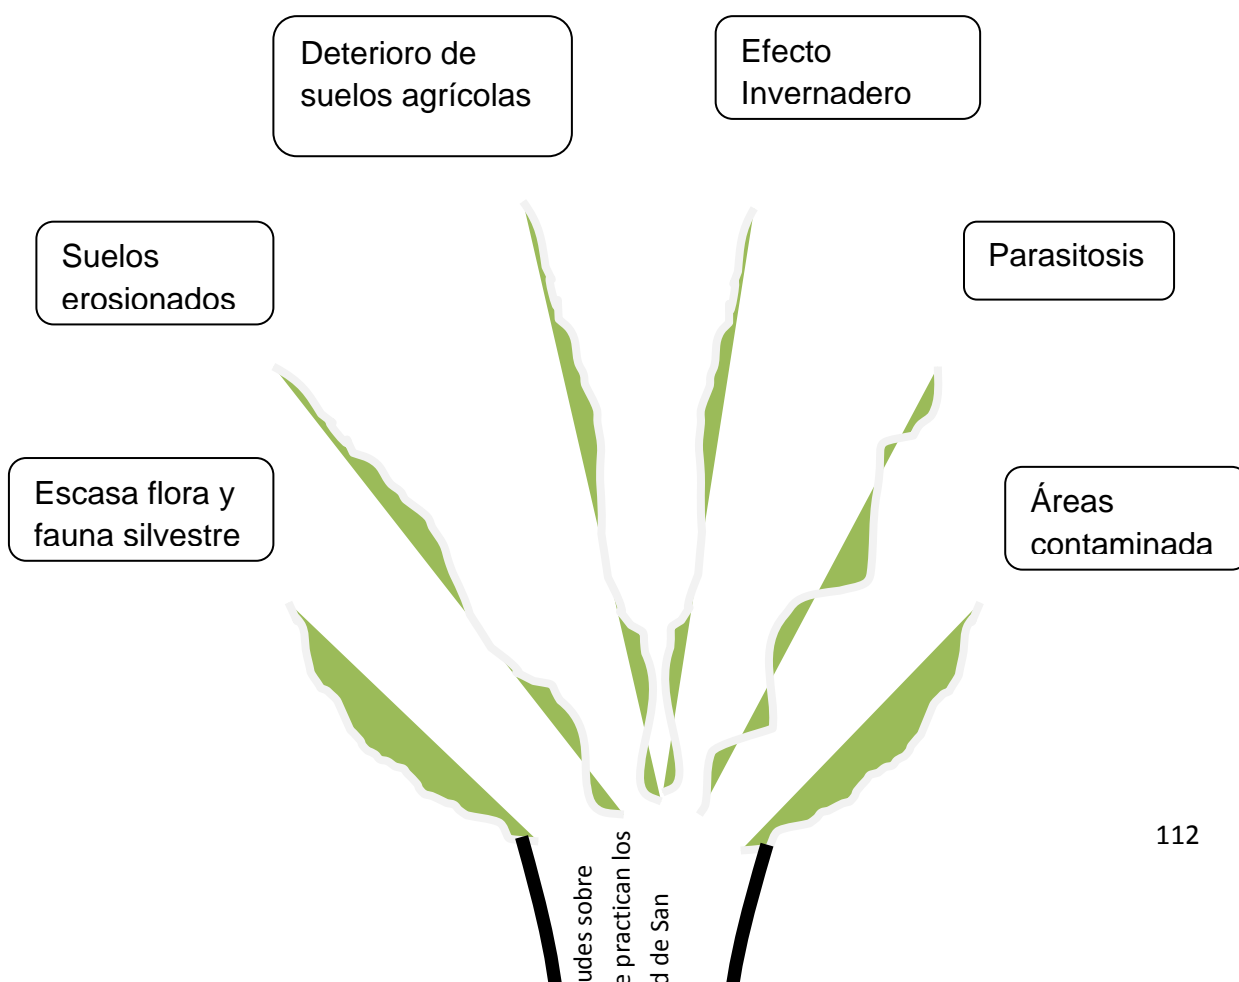 Deterioro de
suelos agrícolas
Efecto
Invernadero
Suelos
erosionados
Parasitosis
Escasa flora y
fauna silvestre
Áreas
contaminada
112
udes sobre
e practican los
d de San